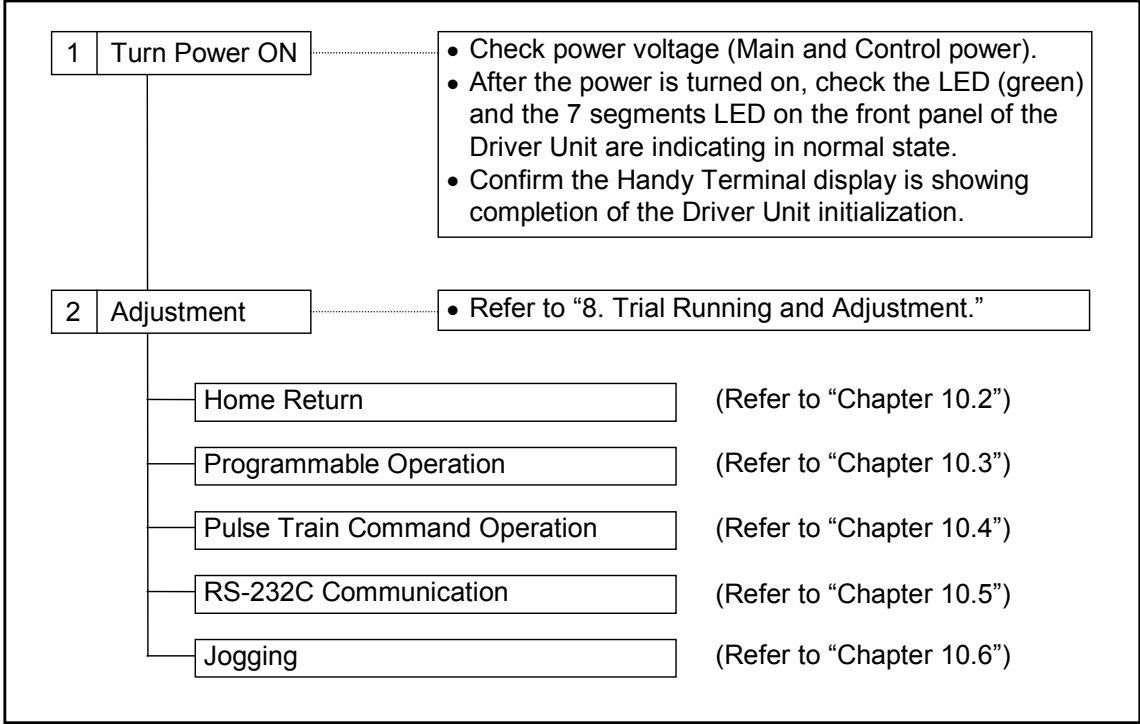 1 Turn Power ON
• Check power voltage (Main and Control power).
• After the power is turned on, check the LED (green)
and the 7 segments LED on the front panel of the
Driver Unit are indicating in normal state.
• Confirm the Handy Terminal display is showing
completion of the Driver Unit initialization.
2 Adjustment
• Refer to “8. Trial Running and Adjustment.”
Home Return (Refer to “Chapter 10.2”)
Programmable Operation (Refer to “Chapter 10.3”)
Pulse Train Command Operation (Refer to “Chapter 10.4”)
RS-232C Communication (Refer to “Chapter 10.5”)
Jogging (Refer to “Chapter 10.6”)